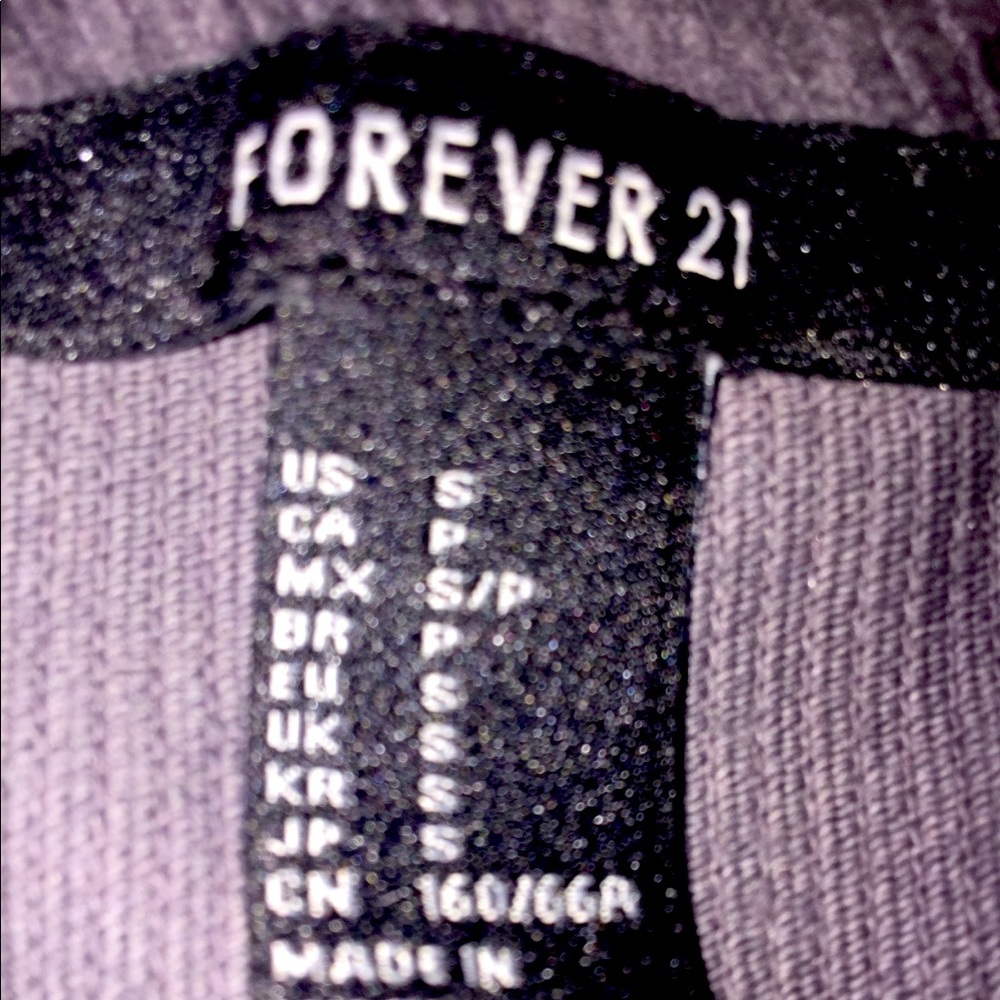 FOREVER 21
US S
CA P
MX S/P
BR P
EU S
UK S
KR S
JP S
CN 160/66A
MADE IN